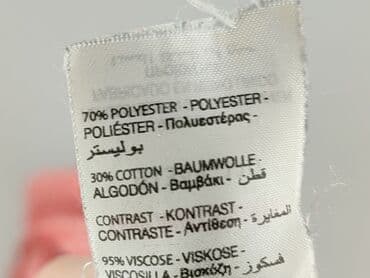 70% POLYESTER - POLYESTER -
POLIÉSTER - Πολυεστέρας -
بوليستر
30% COTTON - BAUMWOLLE -
ALGODÓN - Βαμβάκι - قطن
CONTRAST - KONTRAST -
CONTRASTE - Αντίθεση - المغايرة
95% VISCOSE - VISKOSE -
VISCOSILLA - Βισκόζη - فسكوز